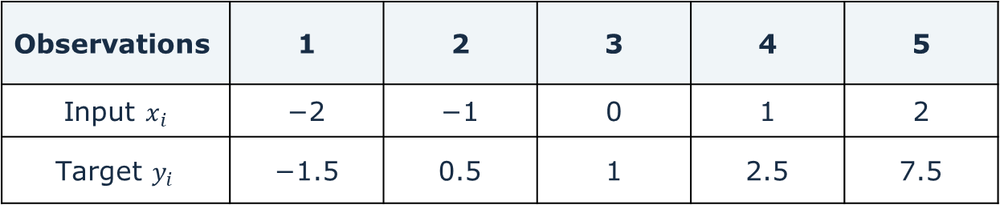 Observations 1 2 3 4 5
Input xᵢ −2 −1 0 1 2
Target yᵢ −1.5 0.5 1 2.5 7.5